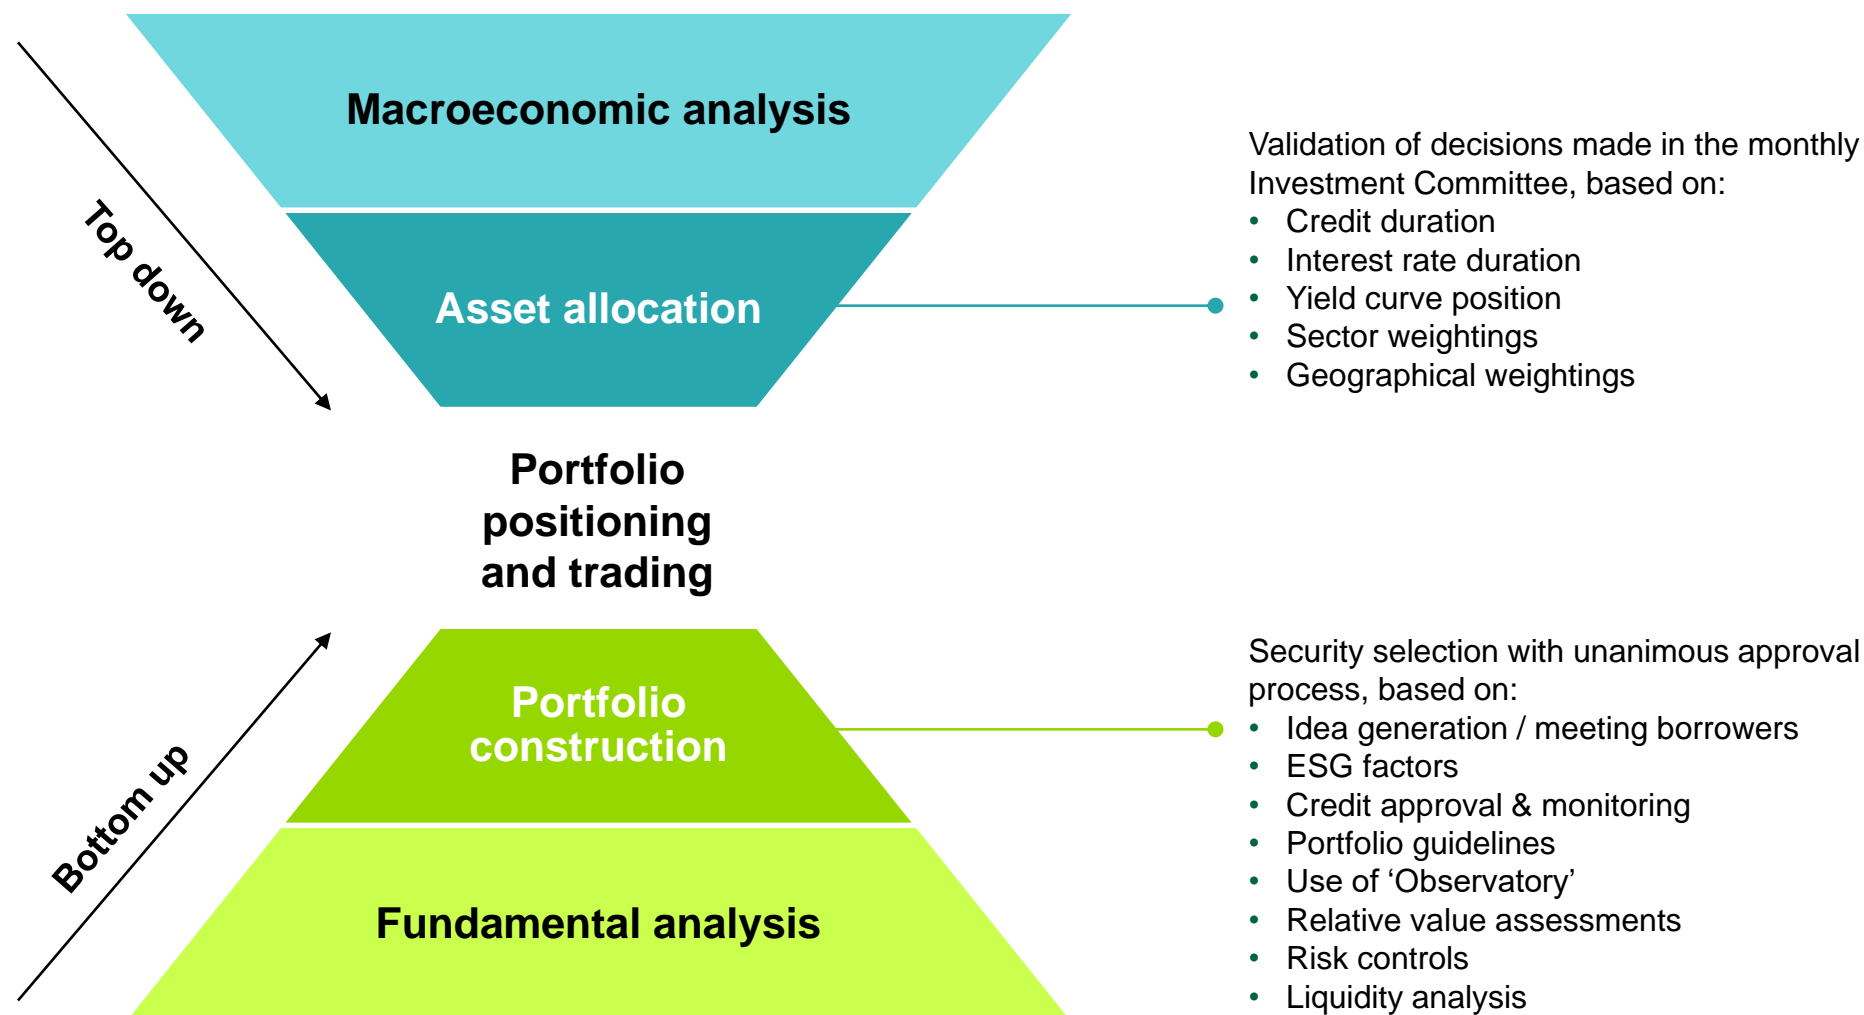 Macroeconomic analysis
Top down
Asset allocation
Validation of decisions made in the monthly
Investment Committee, based on:
• Credit duration
• Interest rate duration
• Yield curve position
• Sector weightings
• Geographical weightings
Portfolio
positioning
and trading
Bottom up
Portfolio
construction
Fundamental analysis
Security selection with unanimous approval
process, based on:
• Idea generation / meeting borrowers
• ESG factors
• Credit approval & monitoring
• Portfolio guidelines
• Use of ‘Observatory’
• Relative value assessments
• Risk controls
• Liquidity analysis